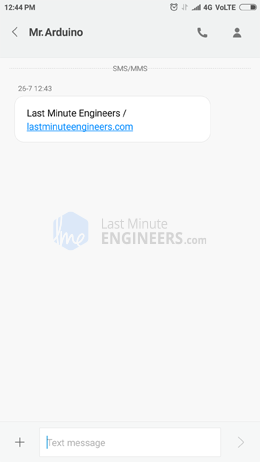 12:44 PM 4G VoLTE
Mr.Arduino
SMS/MMS
26-7 12:43
Last Minute Engineers /
lastminuteengineers.com
lme Last Minute
ENGINEERS.com
Text message